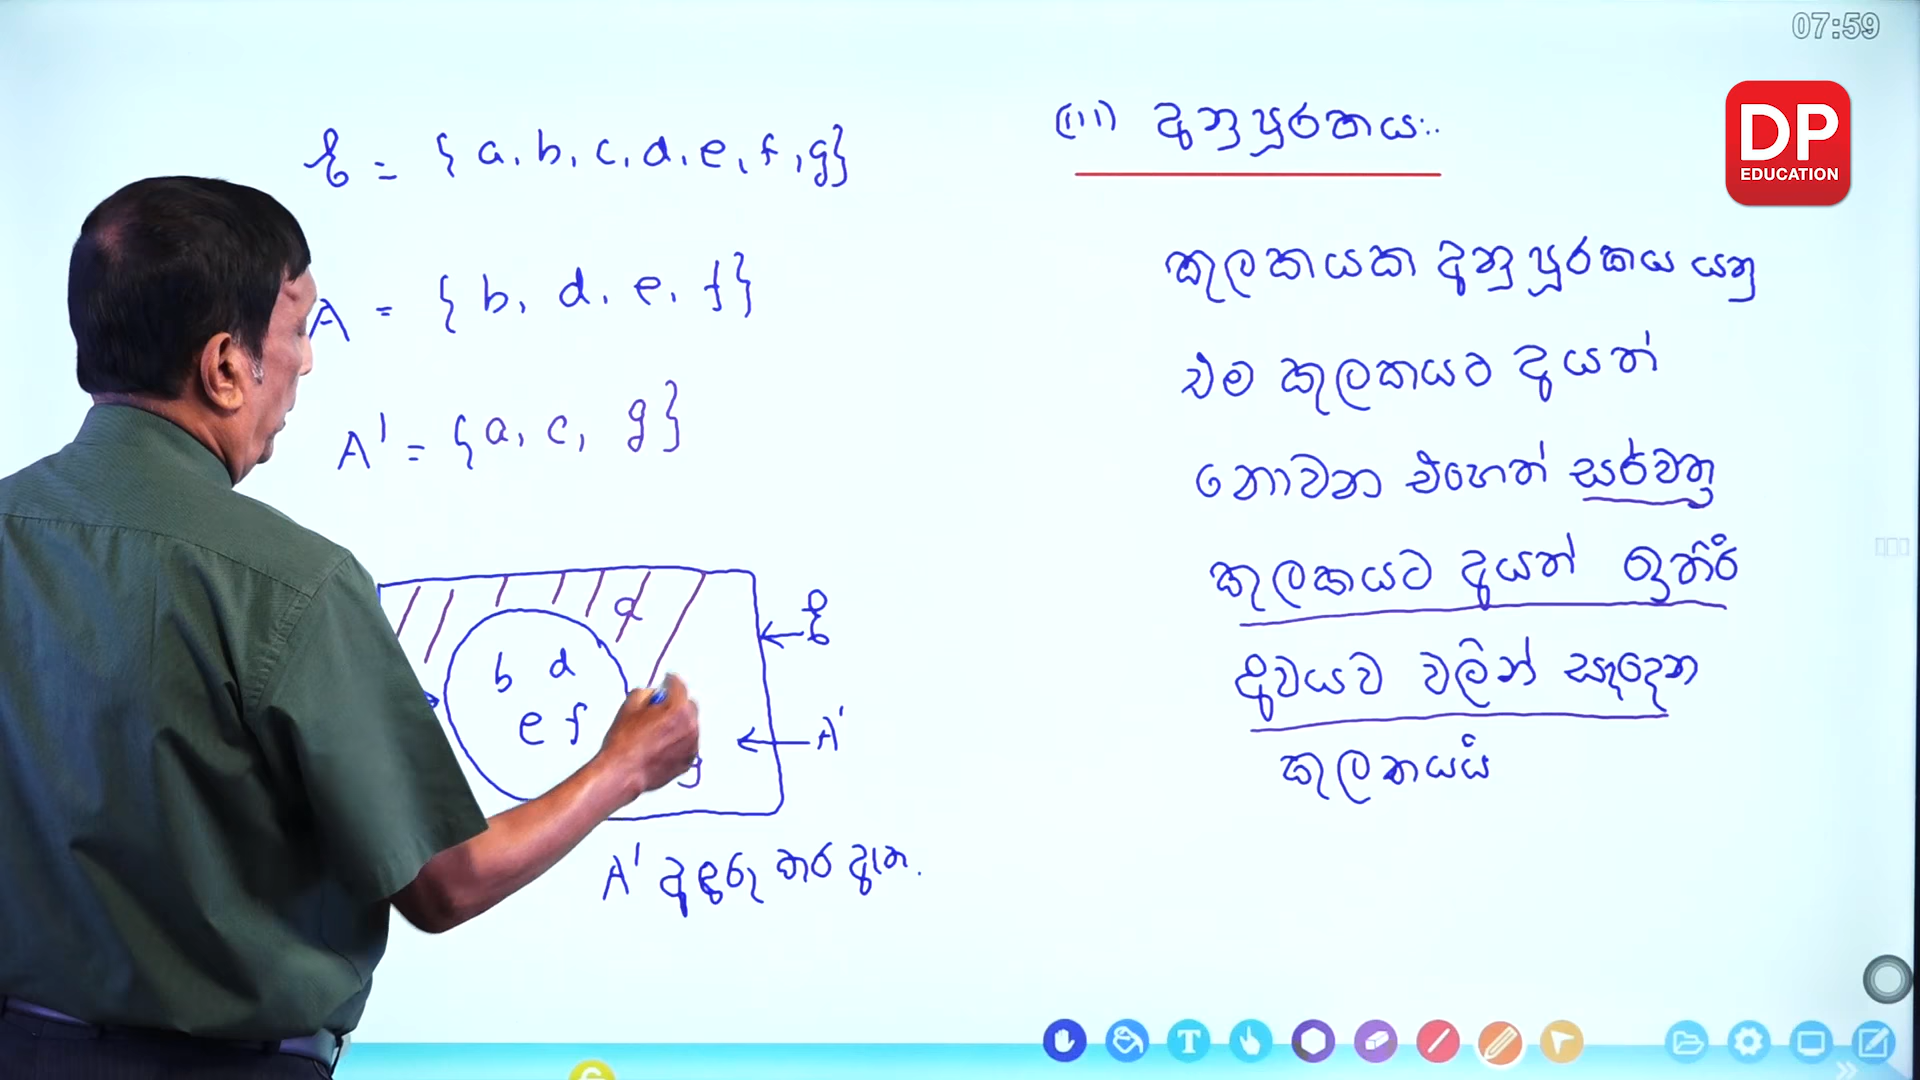 07:59
DP
EDUCATION
ℰ = { a, b, c, d, e, f, g}
A = { b, d, e, f}
A' = {a, c, g}
a
b d
e f
g
ℰ
A'
A' අඳුරු කර ඇත.
(iii) අනුපූරකය:.
කුලකයක අනුපූරකය යනු
එම කුලකයට අයත්
නොවන එහෙත් සර්වත්‍ර
කුලකයට අයත් ඉතිරි
අවයව වලින් සැදෙන
කුලකයයි